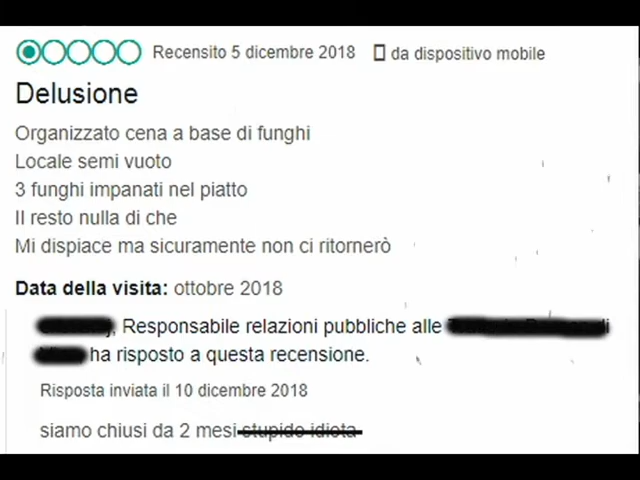 Recensito 5 dicembre 2018 da dispositivo mobile
Delusione
Organizzato cena a base di funghi
Locale semi vuoto
3 funghi impanati nel piatto
Il resto nulla di che
Mi dispiace ma sicuramente non ci ritornerò
Data della visita: ottobre 2018
, Responsabile relazioni pubbliche alle
ha risposto a questa recensione.
Risposta inviata il 10 dicembre 2018
siamo chiusi da 2 mesi stupido idiota